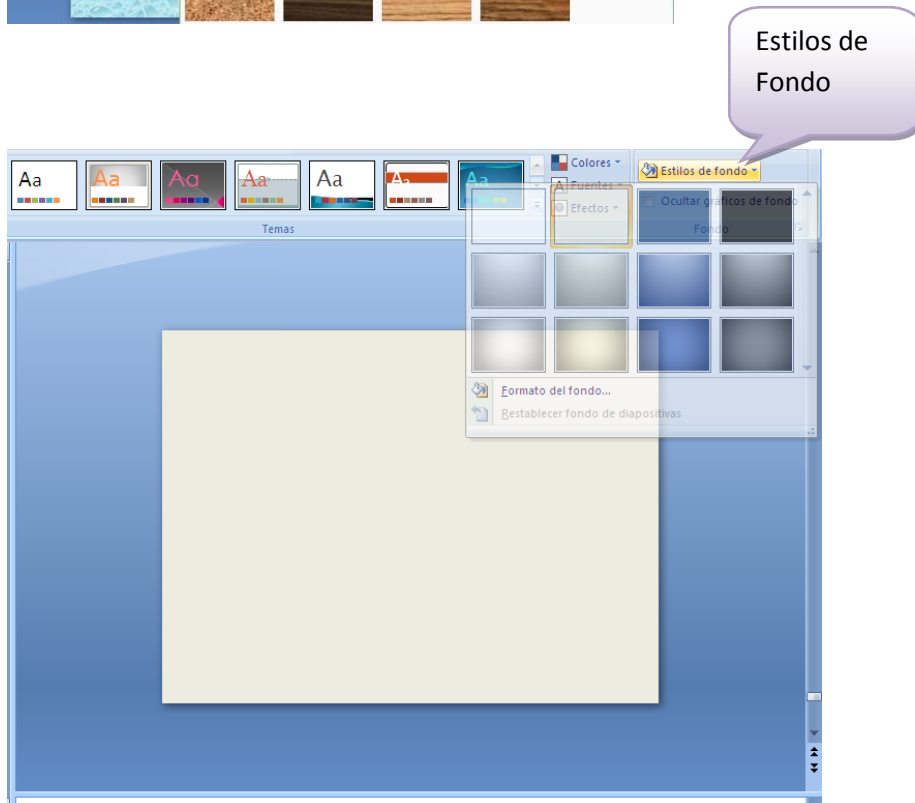 Estilos de
Fondo
Aa
Aa
Aa
Aa
Aa
Aa
Aa
Colores
Fuentes
Efectos
Estilos de fondo
Ocultar gráficos de fondo
Temas
Fondo
Formato del fondo...
Restablecer fondo de diapositivas